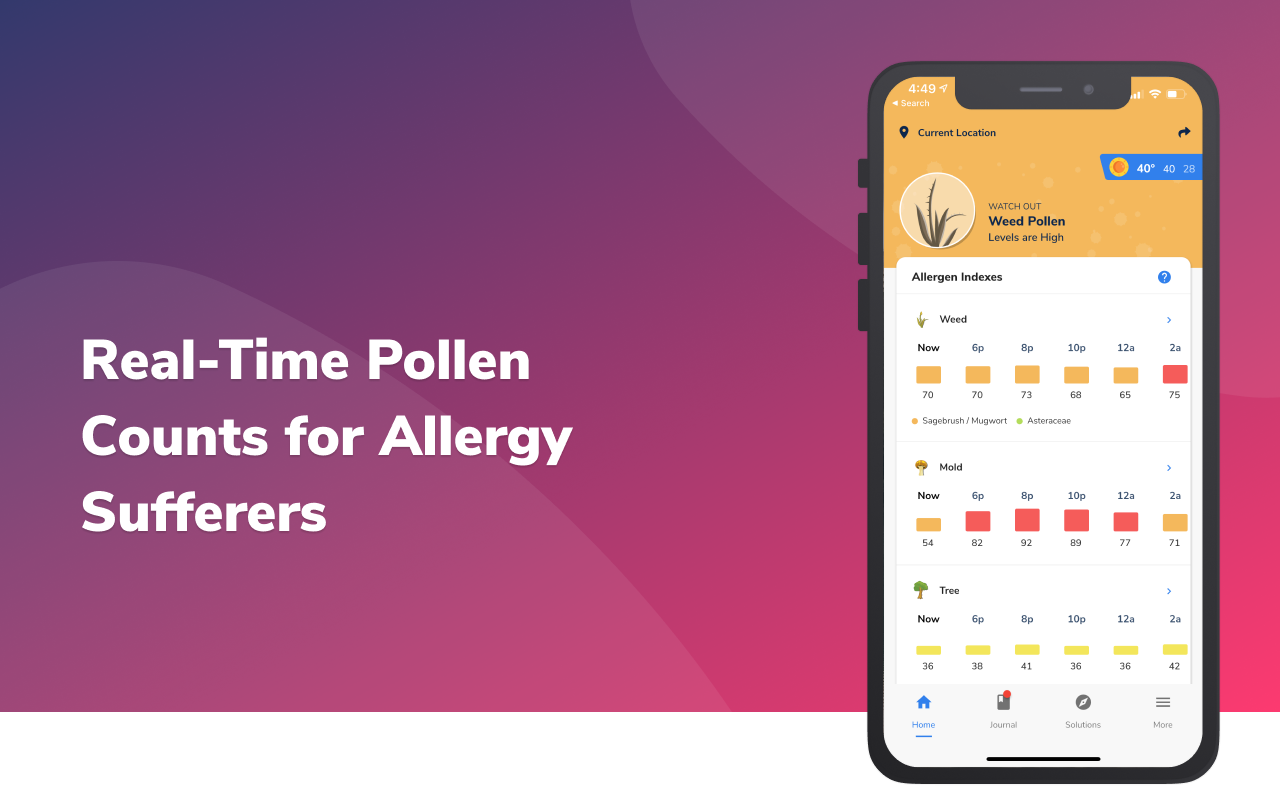 Real-Time Pollen
Counts for Allergy
Sufferers
4:49
◀ Search
Current Location
40° 40 28
WATCH OUT
Weed Pollen
Levels are High
Allergen Indexes
?
Weed
Now 6p 8p 10p 12a 2a
70 70 73 68 65 75
Sagebrush / Mugwort Asteraceae
Mold
Now 6p 8p 10p 12a 2a
54 82 92 89 77 71
Tree
Now 6p 8p 10p 12a 2a
36 38 41 36 36 42
Home Journal Solutions More